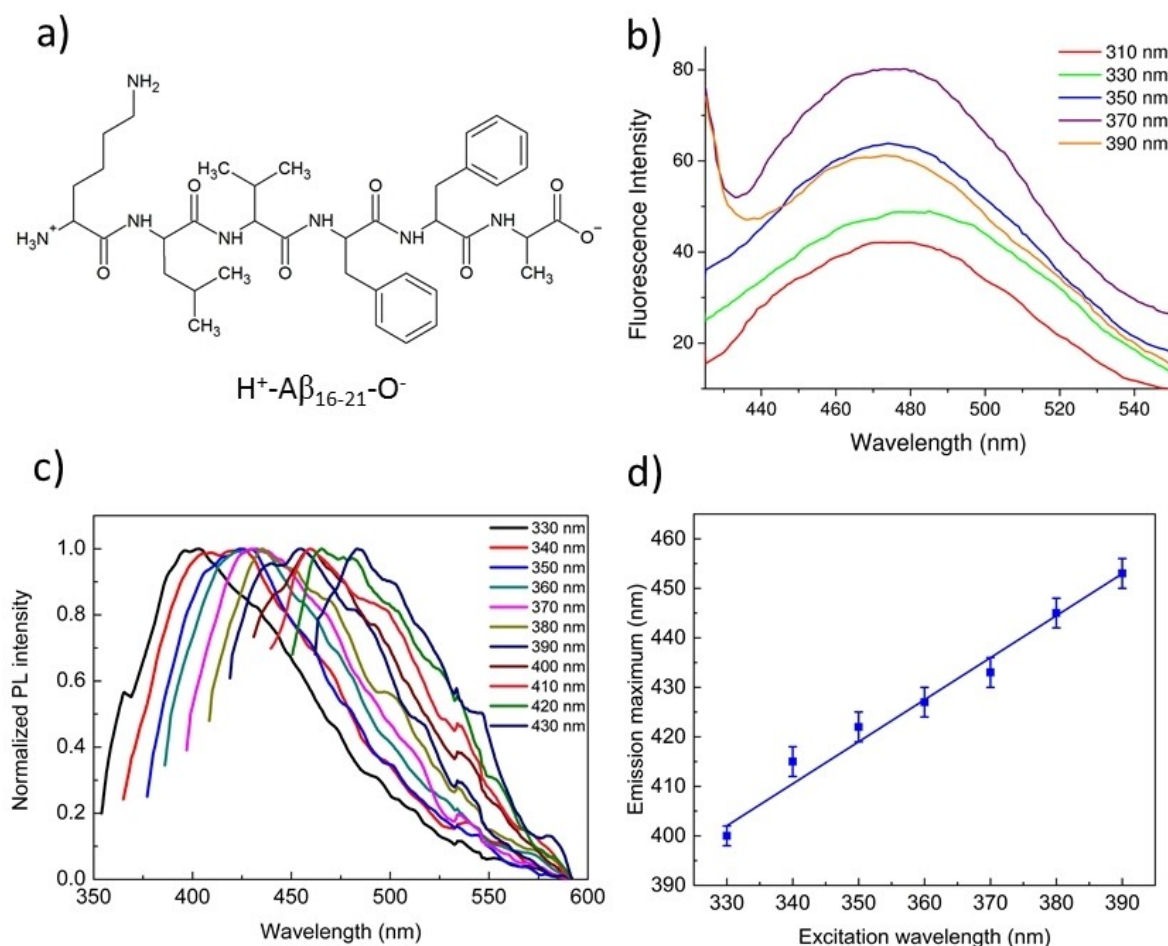 a)
NH₂
CH₃
H₃C
O
O
O
NH
NH
NH
NH
NH
H₃N⁺
O⁻
O
O
O
CH₃
CH₃
H₃C
H⁺-Aβ₁₆₋₂₁-O⁻
b)
310 nm
330 nm
350 nm
370 nm
390 nm
80
60
40
20
Fluorescence Intensity
440 460 480 500 520 540
Wavelength (nm)
c)
330 nm
340 nm
350 nm
360 nm
370 nm
380 nm
390 nm
400 nm
410 nm
420 nm
430 nm
1.0
0.8
0.6
0.4
0.2
0.0
Normalized PL intensity
350 400 450 500 550 600
Wavelength (nm)
d)
460
450
440
430
420
410
400
390
Emission maximum (nm)
330 340 350 360 370 380 390
Excitation wavelength (nm)